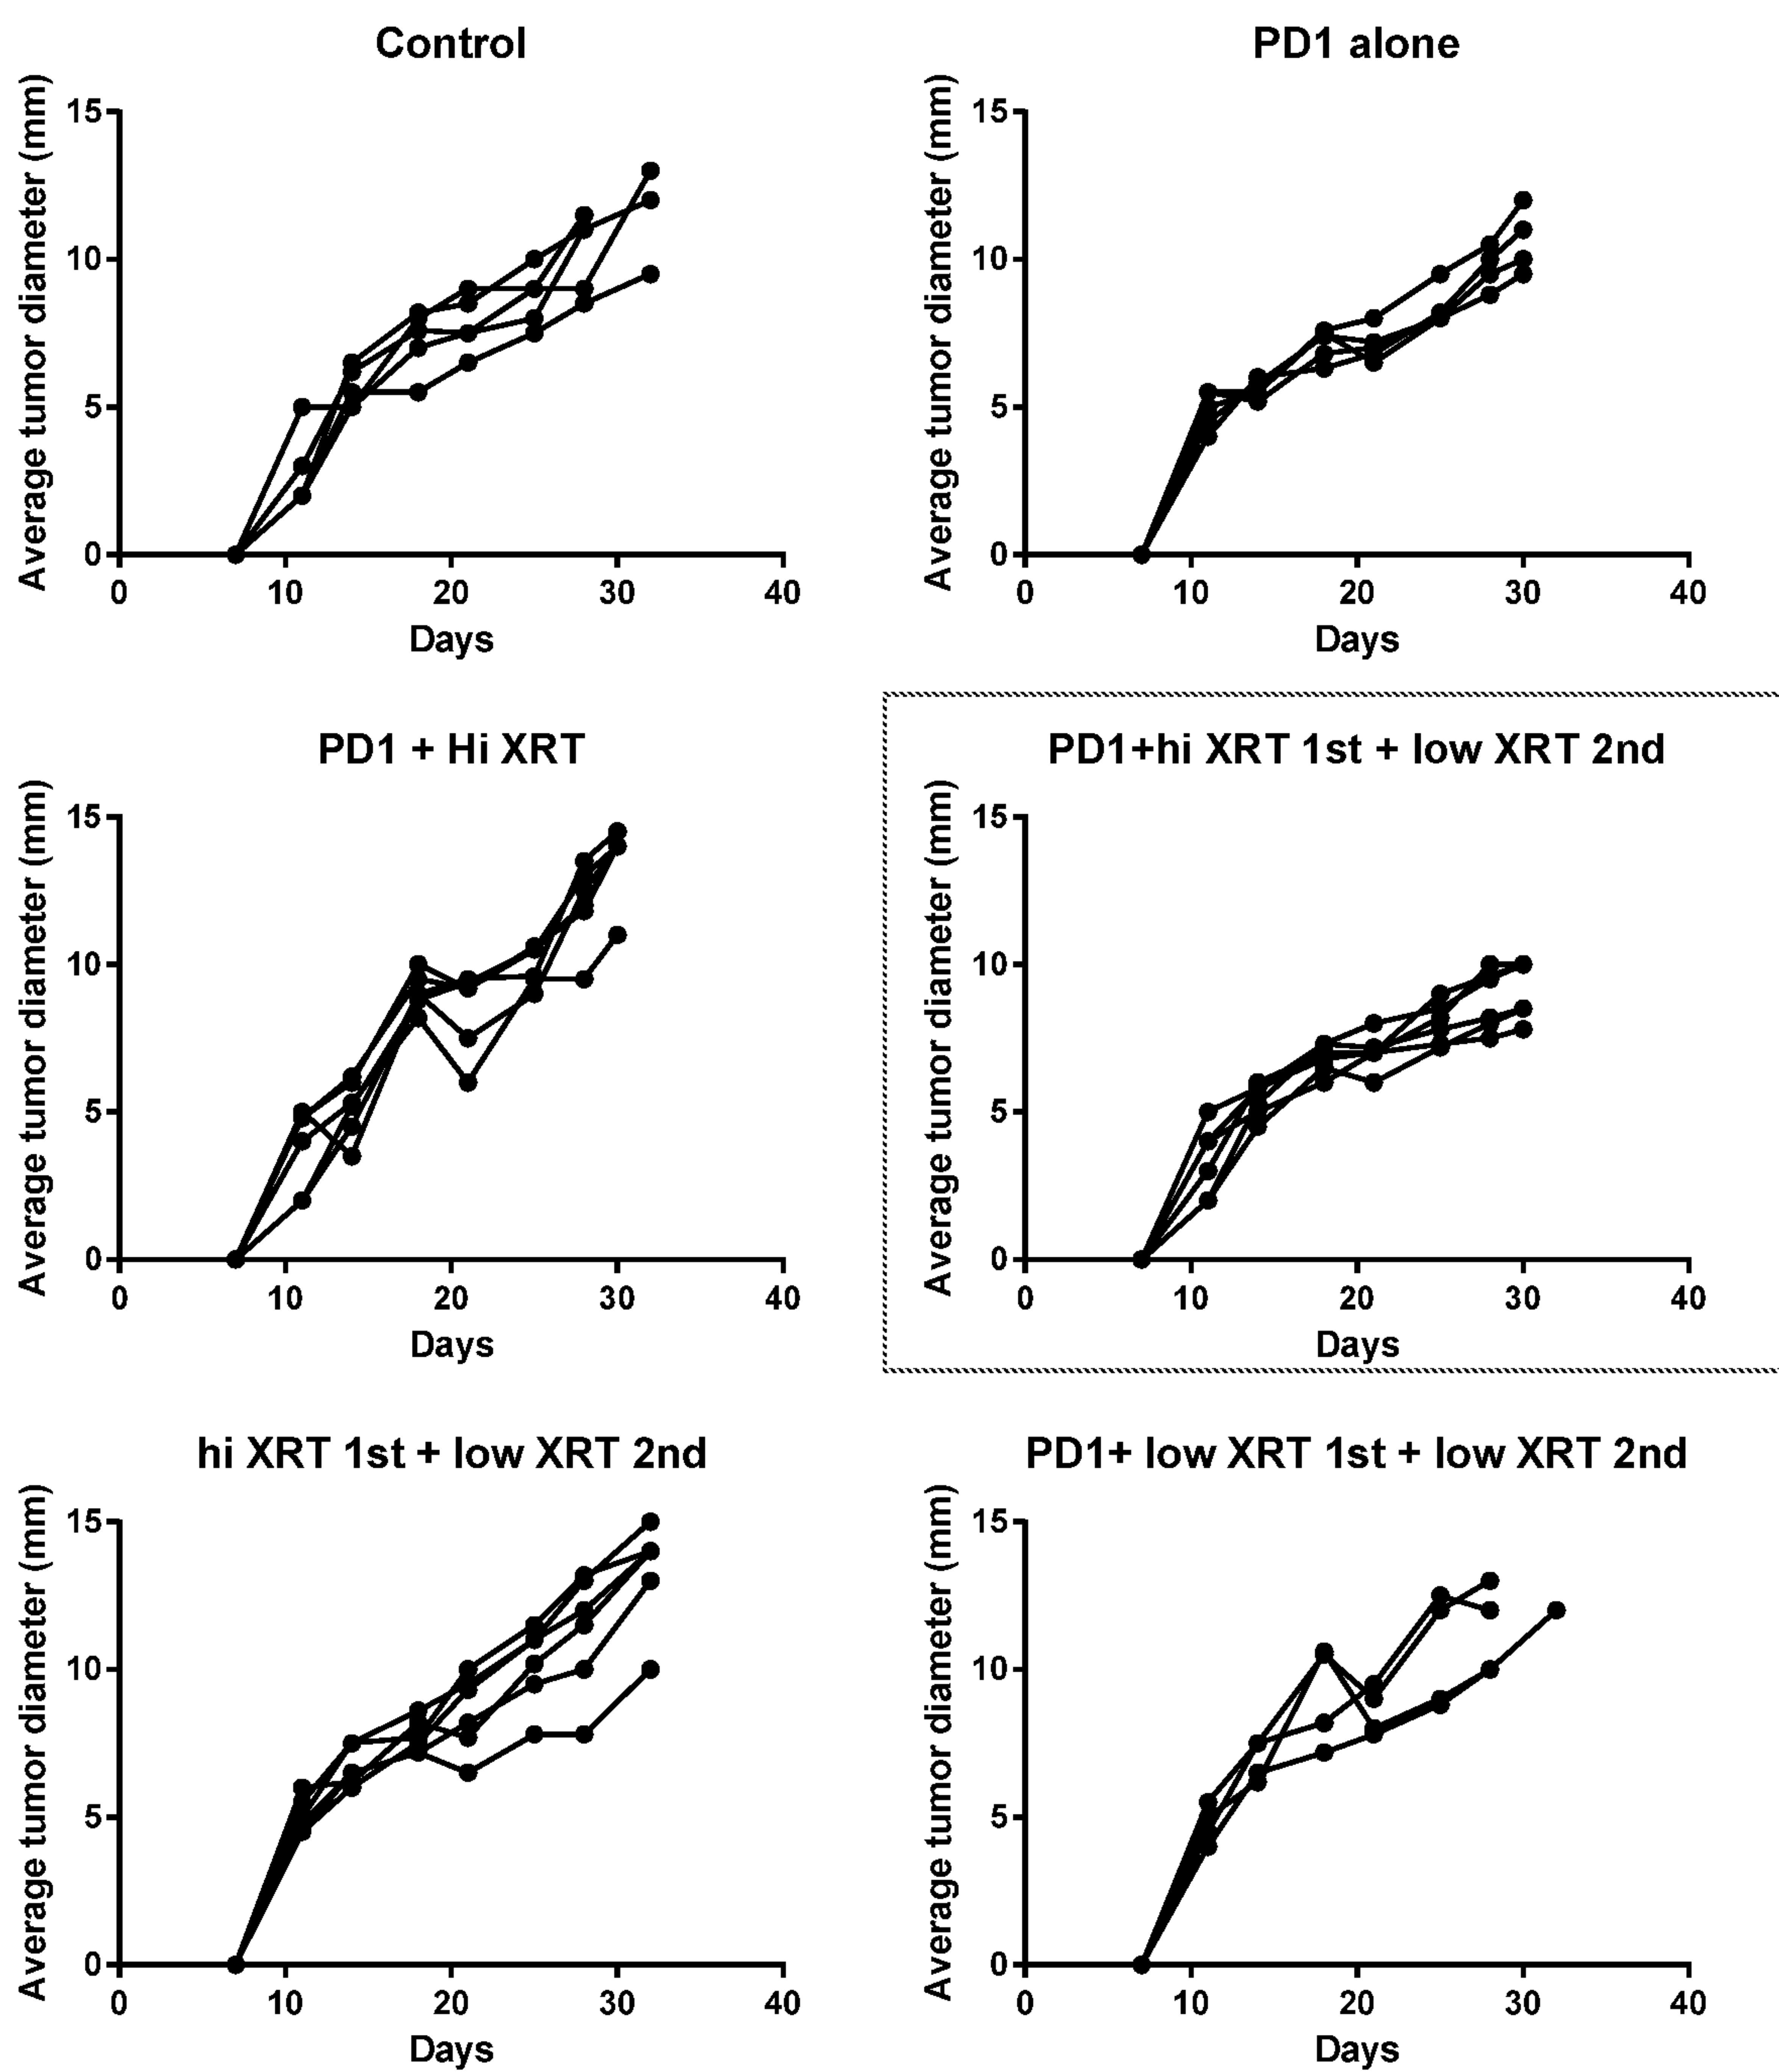 Control
Average tumor diameter (mm)
15
10
5
0
0 10 20 30 40
Days
PD1 alone
Average tumor diameter (mm)
15
10
5
0
0 10 20 30 40
Days
PD1 + Hi XRT
Average tumor diameter (mm)
15
10
5
0
0 10 20 30 40
Days
PD1+hi XRT 1st + low XRT 2nd
Average tumor diameter (mm)
15
10
5
0
0 10 20 30 40
Days
hi XRT 1st + low XRT 2nd
Average tumor diameter (mm)
15
10
5
0
0 10 20 30 40
Days
PD1+ low XRT 1st + low XRT 2nd
Average tumor diameter (mm)
15
10
5
0
0 10 20 30 40
Days